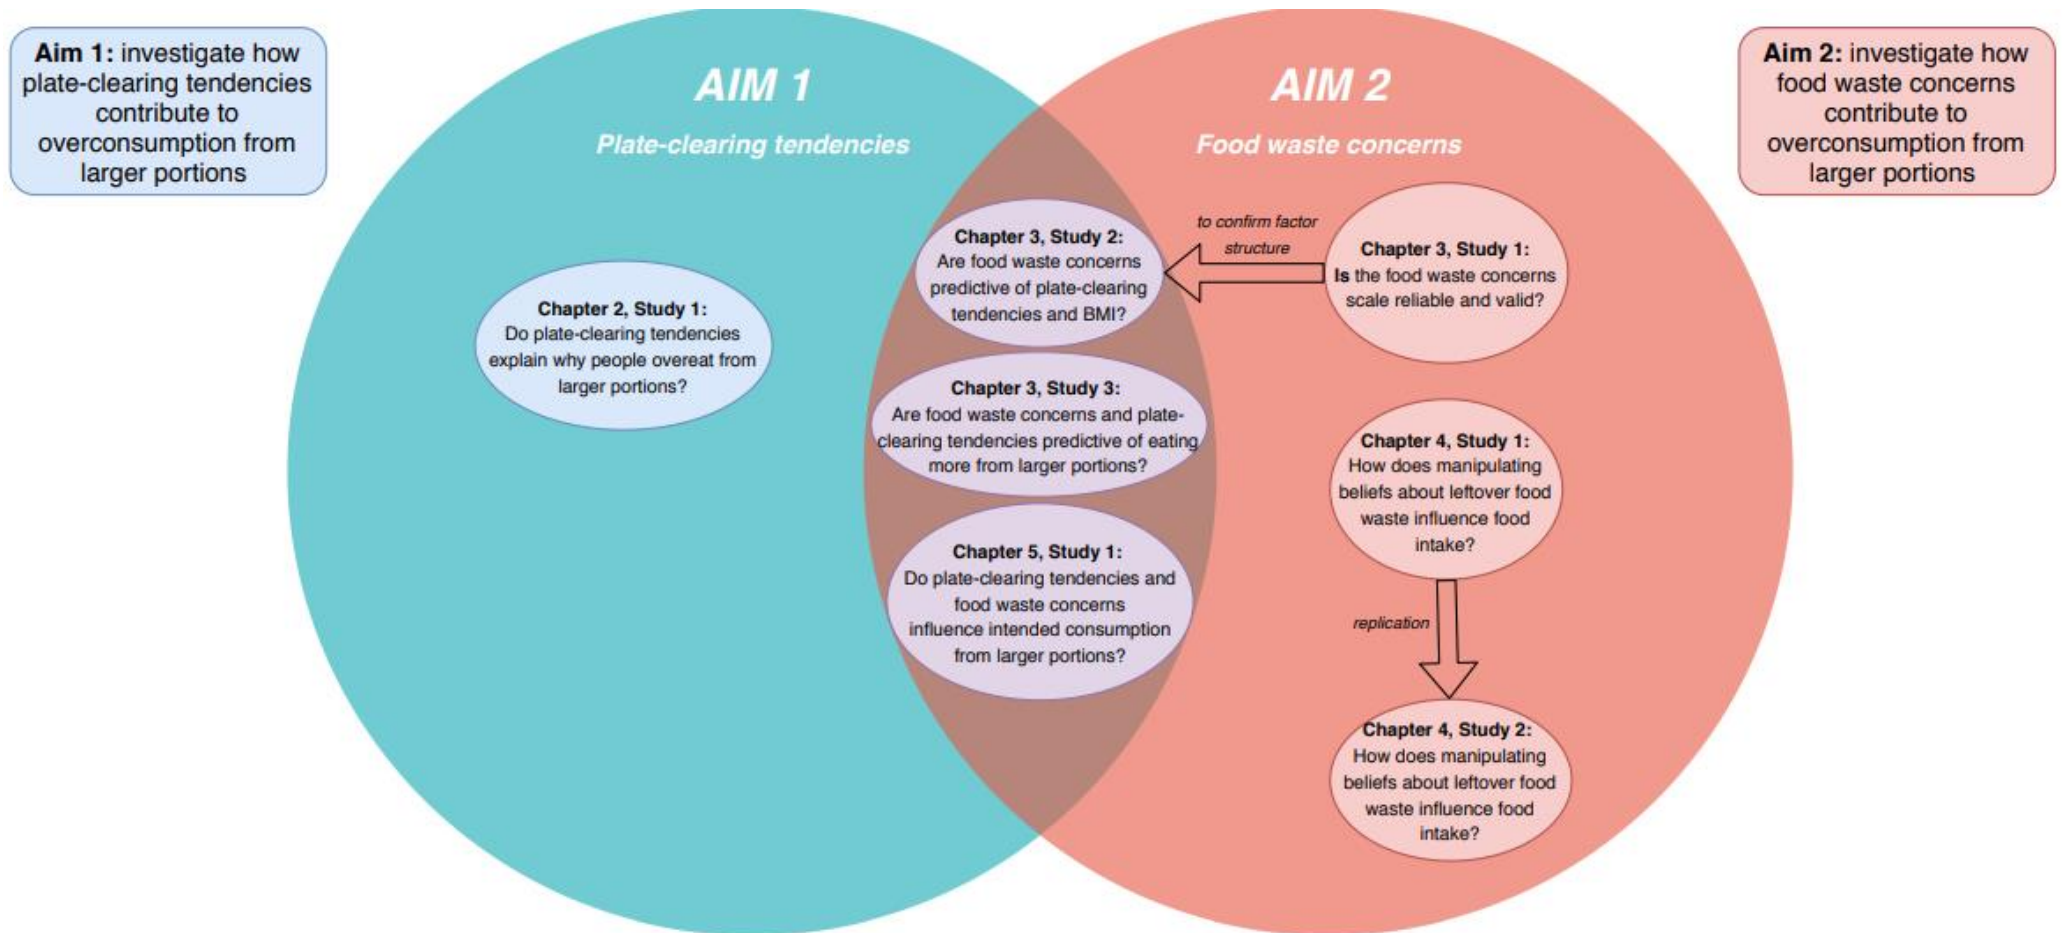 Aim 1: investigate how
plate-clearing tendencies
contribute to
overconsumption from
larger portions
AIM 1
Plate-clearing tendencies
AIM 2
Food waste concerns
Aim 2: investigate how
food waste concerns
contribute to
overconsumption from
larger portions
Chapter 2, Study 1:
Do plate-clearing tendencies
explain why people overeat from
larger portions?
Chapter 3, Study 2:
Are food waste concerns
predictive of plate-clearing
tendencies and BMI?
to confirm factor
structure
Chapter 3, Study 1:
Is the food waste concerns
scale reliable and valid?
Chapter 3, Study 3:
Are food waste concerns and plate-
clearing tendencies predictive of eating
more from larger portions?
Chapter 5, Study 1:
Do plate-clearing tendencies and
food waste concerns
influence intended consumption
from larger portions?
Chapter 4, Study 1:
How does manipulating
beliefs about leftover food
waste influence food
intake?
replication
Chapter 4, Study 2:
How does manipulating
beliefs about leftover food
waste influence food
intake?